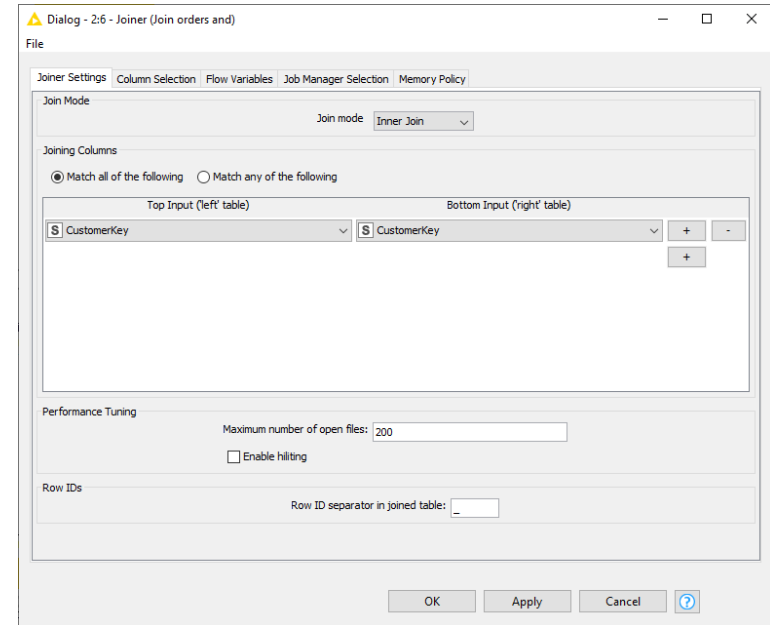 Dialog - 2:6 - Joiner (Join orders and)
File
Joiner Settings Column Selection Flow Variables Job Manager Selection Memory Policy
Join Mode
Join mode Inner Join
Joining Columns
Match all of the following Match any of the following
Top Input ('left' table) Bottom Input ('right' table)
S CustomerKey S CustomerKey + -
+
Performance Tuning
Maximum number of open files: 200
Enable hiliting
Row IDs
Row ID separator in joined table: _
OK Apply Cancel ?